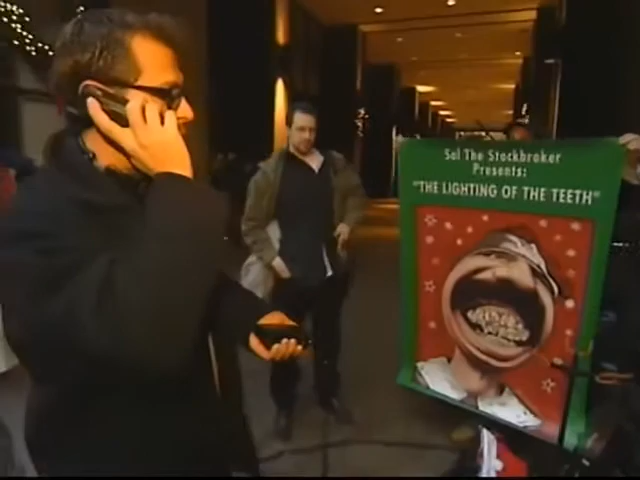 Sal The Stockbroker
Presents:
"THE LIGHTING OF THE TEETH"